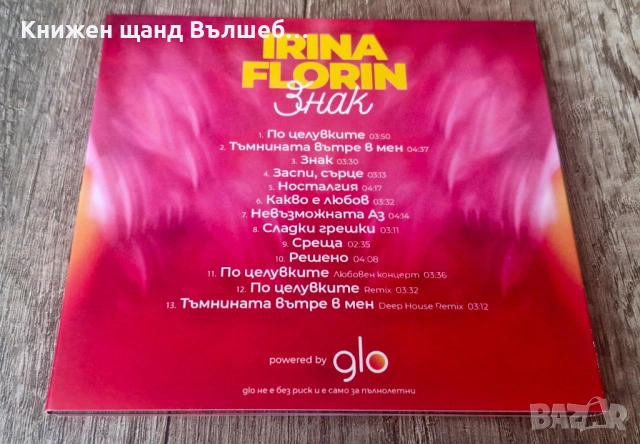 Книжен щанд Вълшеб...
IRINA
FLORIN
Знак
1. По целувките 03:50
2. Тъмнината вътре в мен 04:37
3. Знак 03:30
4. Заспи, сърце 03:13
5. Носталгия 04:17
6. Какво е любов 03:32
7. Невъзможната Аз 04:14
8. Сладки грешки 03:11
9. Среща 02:35
10. Решено 04:08
11. По целувките Любовен концерт 03:36
12. По целувките Remix 03:32
13. Тъмнината вътре в мен Deep House Remix 03:12
powered by glo
glo не е без риск и е само за пълнолетни
BAZAR